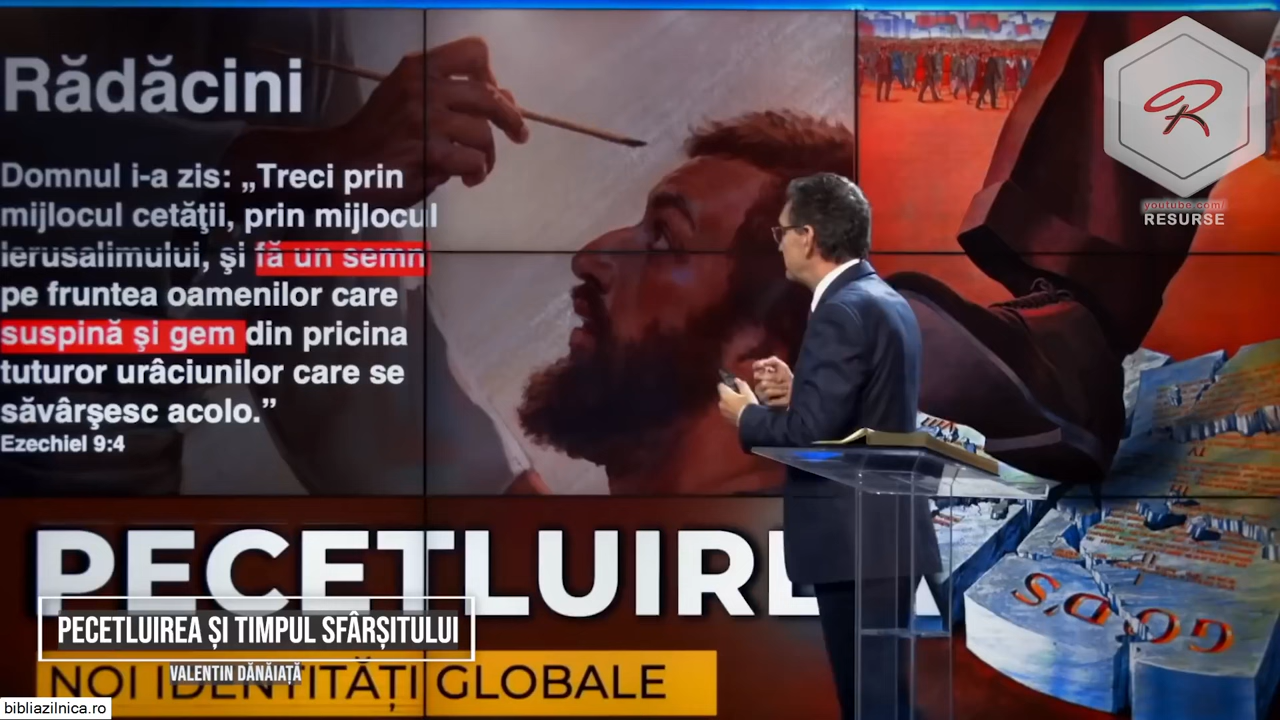 Rădăcini
Domnul i-a zis: „Treci prin
mijlocul cetăţii, prin mijlocul
Ierusalimului, şi fă un semn
pe fruntea oamenilor care
suspină şi gem din pricina
tuturor urâciunilor care se
săvârşesc acolo.”
Ezechiel 9:4
R
youtube.com/
RESURSE
PECETLUIREA
PECETLUIREA ȘI TIMPUL SFÂRȘITULUI
VALENTIN DĂNĂIAȚĂ
NOI IDENTITĂȚI GLOBALE
GOD'S
IV
bibliazilnica.ro